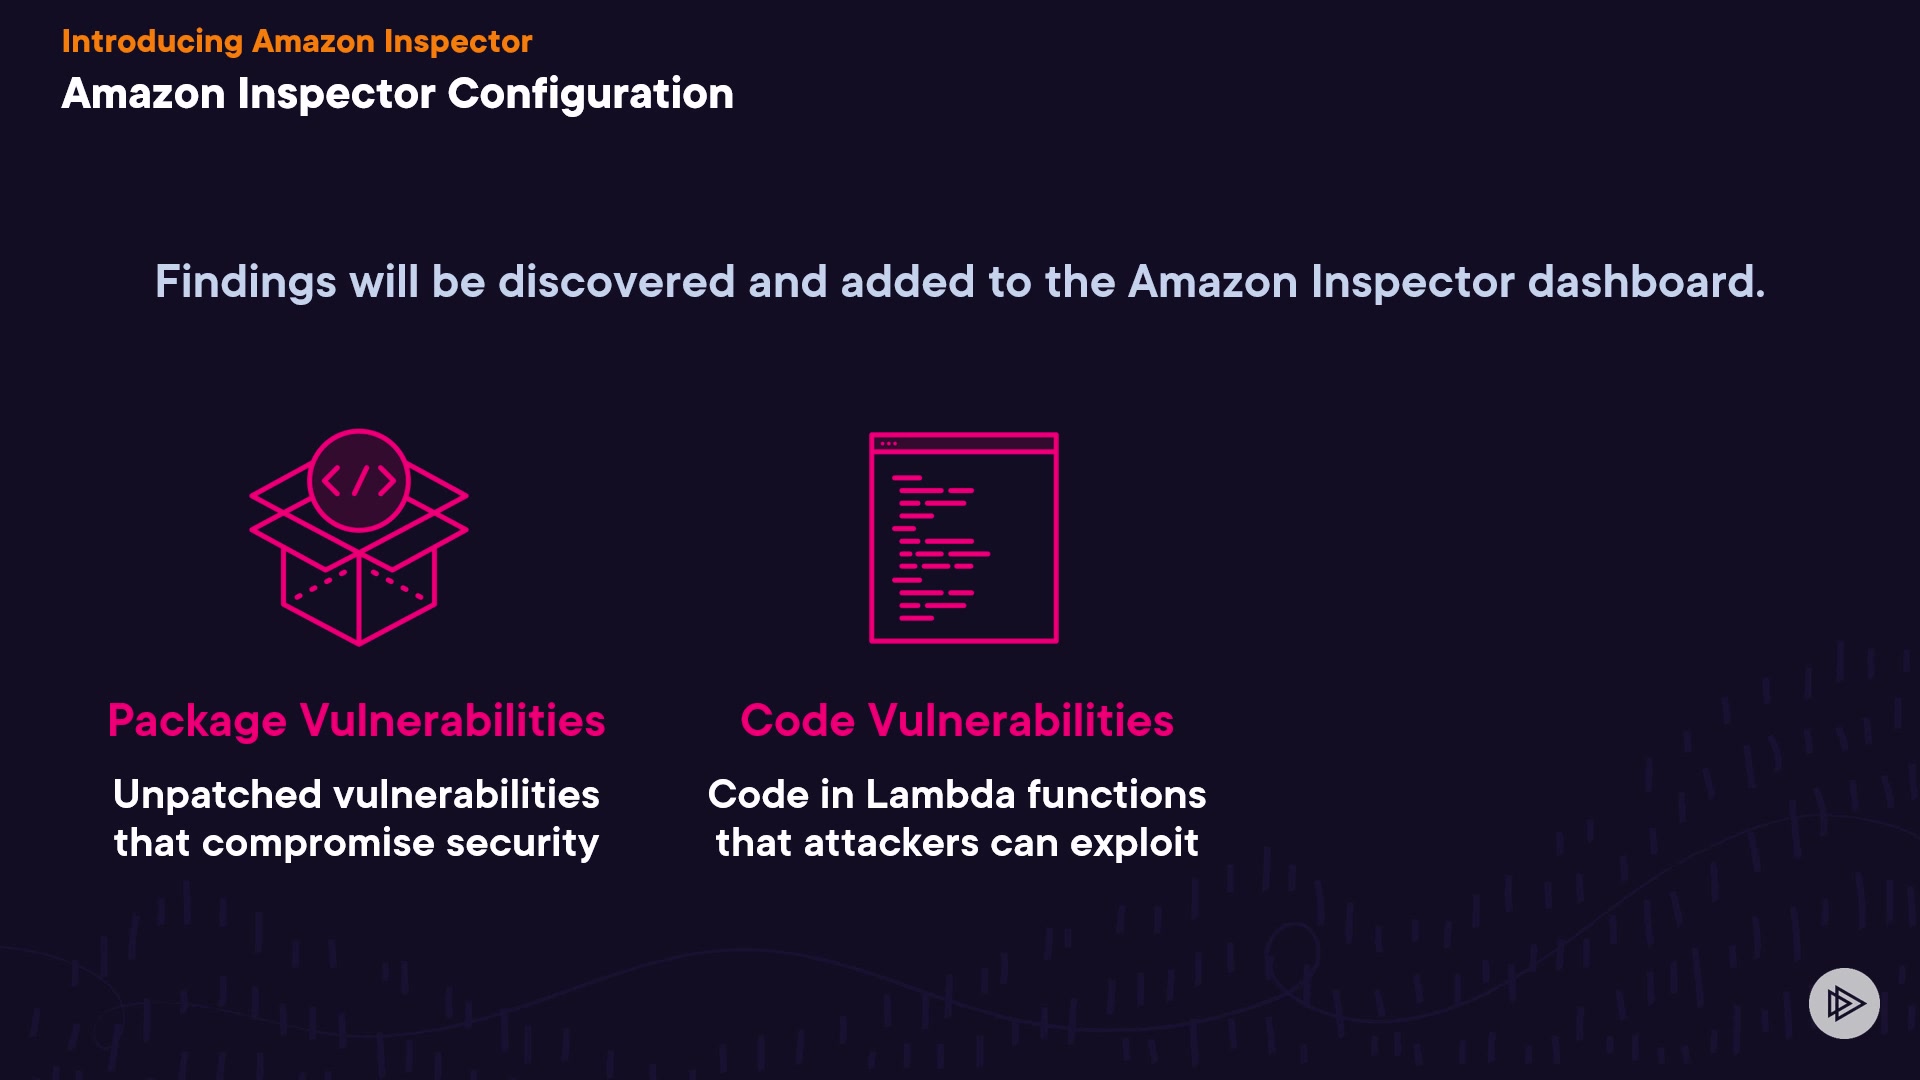 Introducing Amazon Inspector
Amazon Inspector Configuration
Findings will be discovered and added to the Amazon Inspector dashboard.
</>
Package Vulnerabilities
Unpatched vulnerabilities
that compromise security
Code Vulnerabilities
Code in Lambda functions
that attackers can exploit